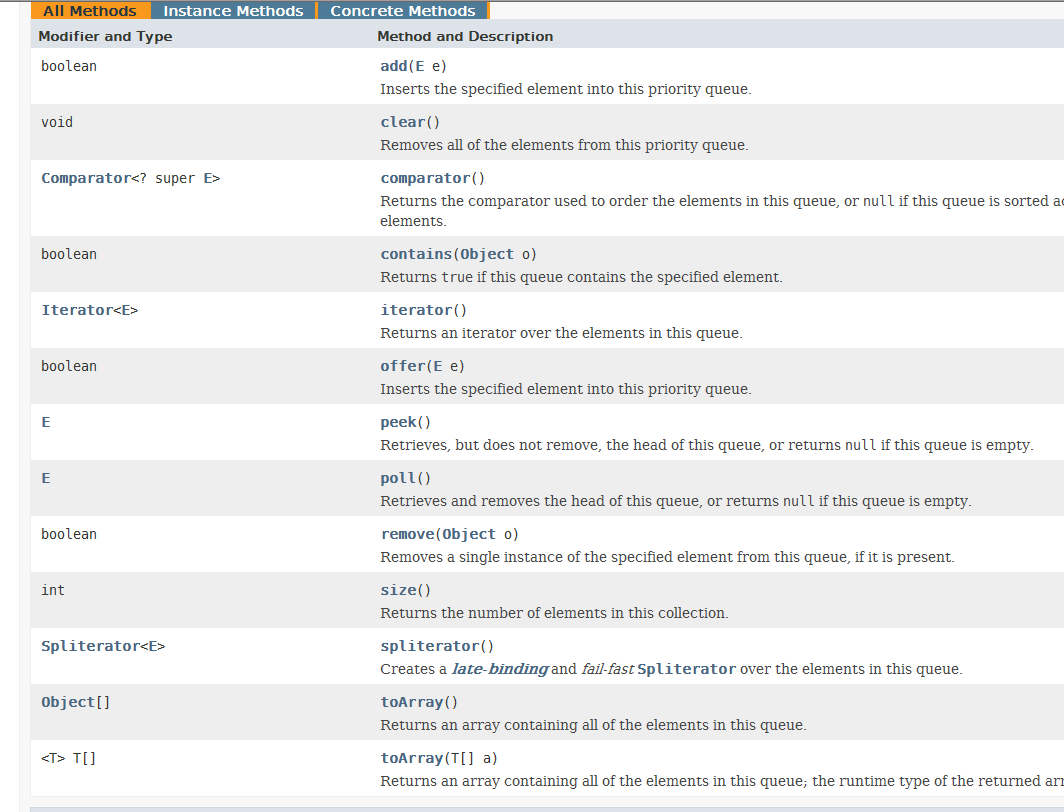 All Methods Instance Methods Concrete Methods
Modifier and Type Method and Description
boolean add(E e)
Inserts the specified element into this priority queue.
void clear()
Removes all of the elements from this priority queue.
Comparator<? super E> comparator()
Returns the comparator used to order the elements in this queue, or null if this queue is sorted
elements.
boolean contains(Object o)
Returns true if this queue contains the specified element.
Iterator<E> iterator()
Returns an iterator over the elements in this queue.
boolean offer(E e)
Inserts the specified element into this priority queue.
E peek()
Retrieves, but does not remove, the head of this queue, or returns null if this queue is empty.
E poll()
Retrieves and removes the head of this queue, or returns null if this queue is empty.
boolean remove(Object o)
Removes a single instance of the specified element from this queue, if it is present.
int size()
Returns the number of elements in this collection.
Spliterator<E> spliterator()
Creates a late-binding and fail-fast Spliterator over the elements in this queue.
Object[] toArray()
Returns an array containing all of the elements in this queue.
<T> T[] toArray(T[] a)
Returns an array containing all of the elements in this queue; the runtime type of the returned